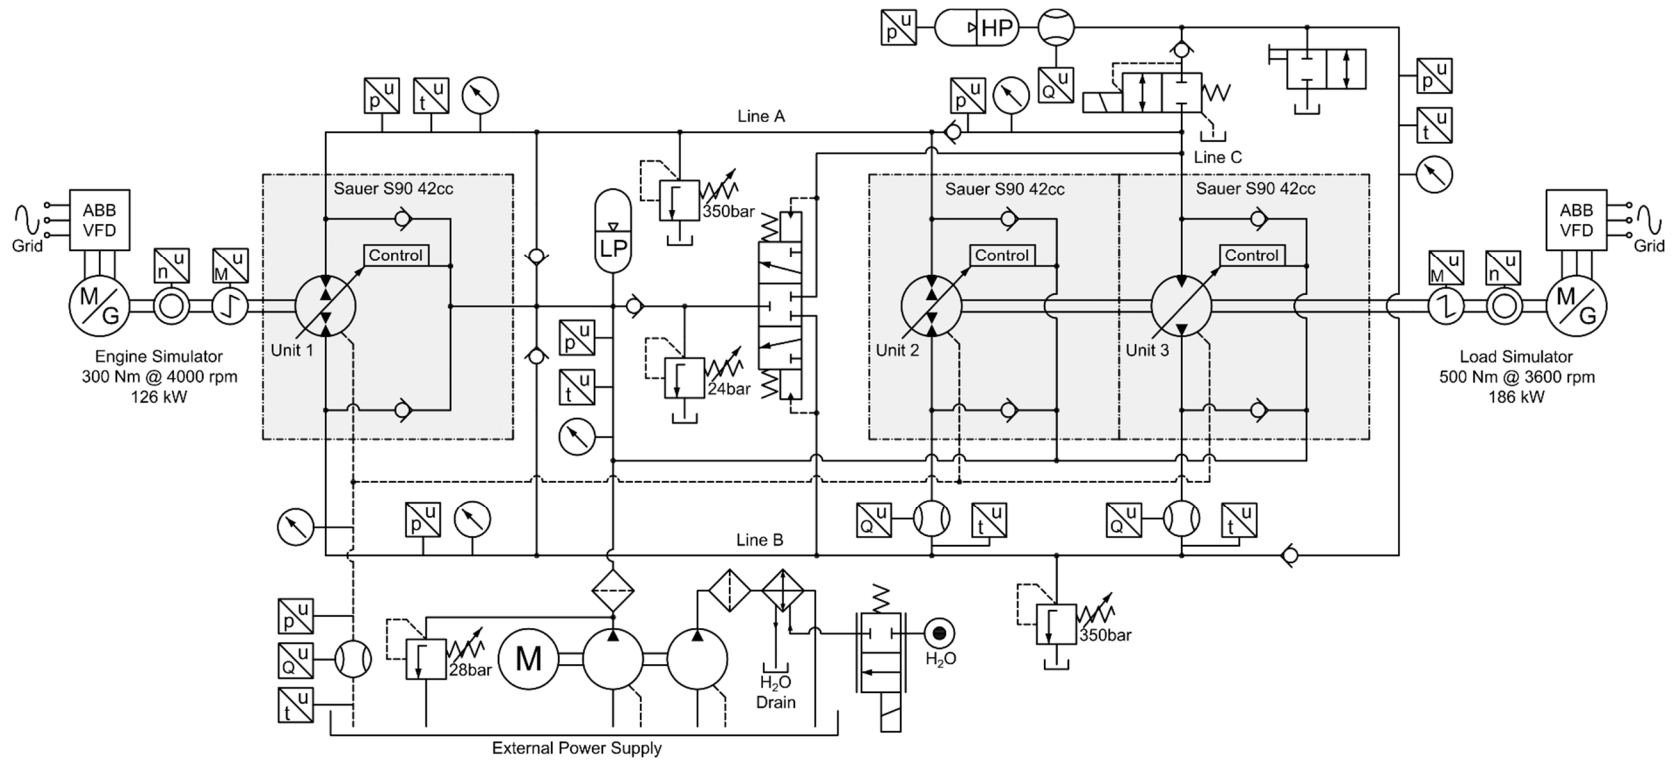 p u
HP
Q u
p u
t u
p u
t u
p u
Line A
Line C
Sauer S90 42cc
350bar
Sauer S90 42cc
Sauer S90 42cc
ABB
VFD
Grid
LP
ABB
VFD
Grid
n u
M u
Control
Control
Control
M u
n u
M/G
M/G
Unit 1
Unit 2
Unit 3
Engine Simulator
300 Nm @ 4000 rpm
126 kW
p u
t u
24bar
Load Simulator
500 Nm @ 3600 rpm
186 kW
p u
Q u
t u
Q u
t u
Line B
p u
Q u
t u
28bar
M
H2O
Drain
H2O
350bar
External Power Supply